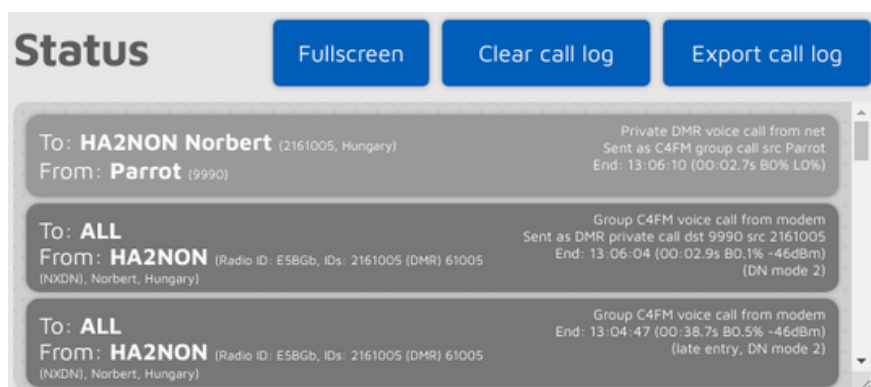 Status
Fullscreen
Clear call log
Export call log
To: HA2NON Norbert (2161005, Hungary)
From: Parrot (9990)
Private DMR voice call from net
Sent as C4FM group call src Parrot
End: 13:06:10 (00:02.7s B0% L0%)
To: ALL
From: HA2NON (Radio ID: E5BGb, IDs: 2161005 (DMR) 61005
(NXDN), Norbert, Hungary)
Group C4FM voice call from modem
Sent as DMR private call dst 9990 src 2161005
End: 13:06:04 (00:02.9s B0.1% -46dBm)
(DN mode 2)
To: ALL
From: HA2NON (Radio ID: E5BGb, IDs: 2161005 (DMR) 61005
(NXDN), Norbert, Hungary)
Group C4FM voice call from modem
End: 13:04:47 (00:38.7s B0.5% -46dBm)
(late entry, DN mode 2)